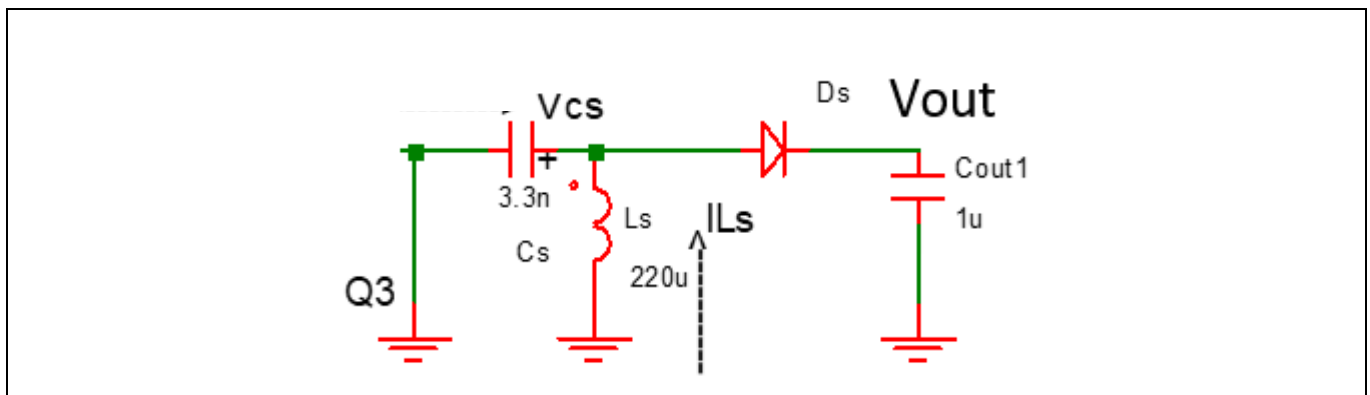 Ds
Vout
Vcs
+
3.3n
Cs
Ls
220u
ILs
Cout1
1u
Q3